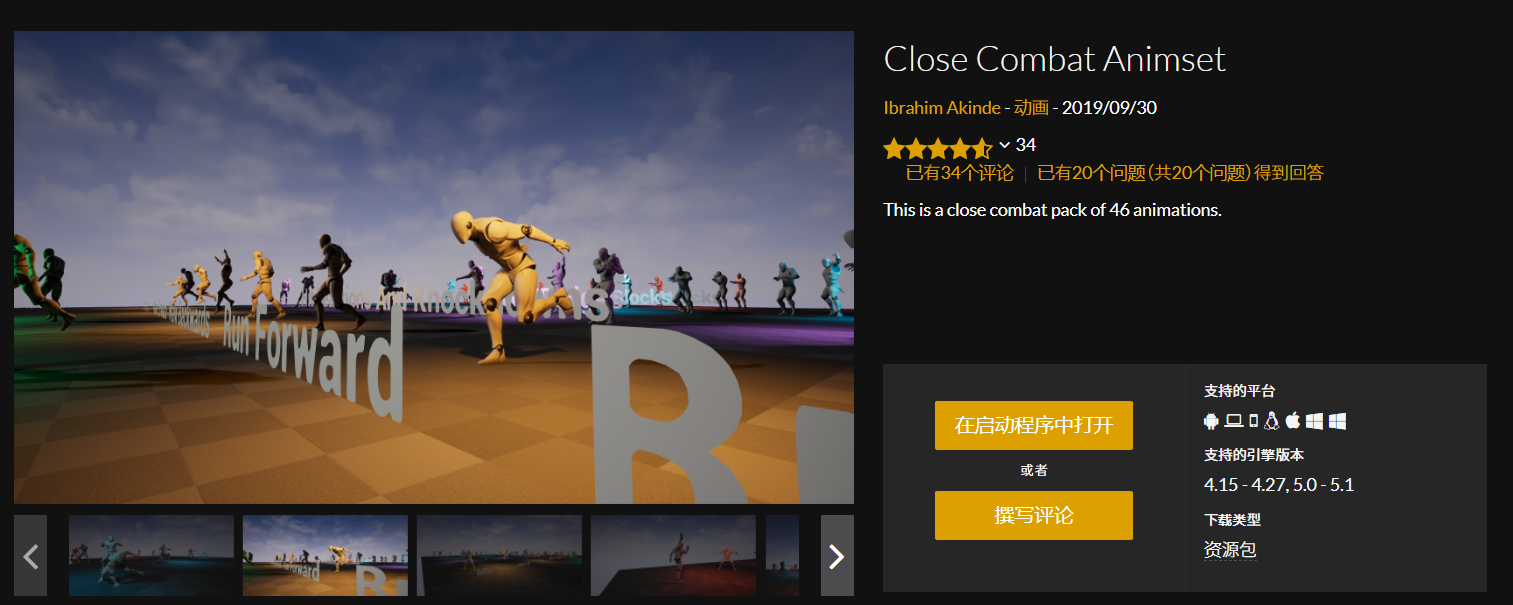 Close Combat Animset
Ibrahim Akinde - 动画 - 2019/09/30
34
已有34个评论 | 已有20个问题 (共20个问题) 得到回答
This is a close combat pack of 46 animations.
Run Forward
And Knock
Blocks
R
在启动程序中打开
或者
撰写评论
支持的平台
支持的引擎版本
4.15 - 4.27, 5.0 - 5.1
下载类型
资源包